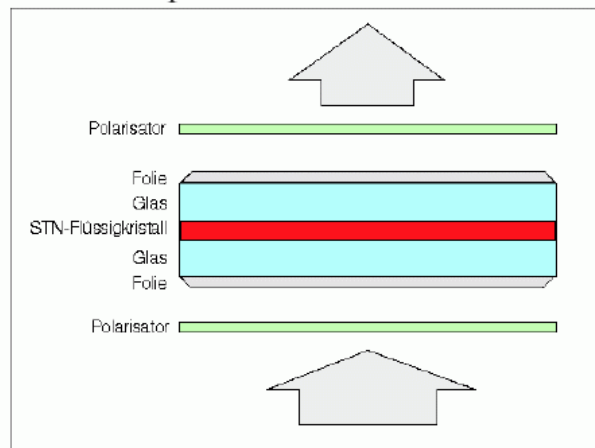 Polarisator
Folie
Glas
STN-Flüssigkristall
Glas
Folie
Polarisator